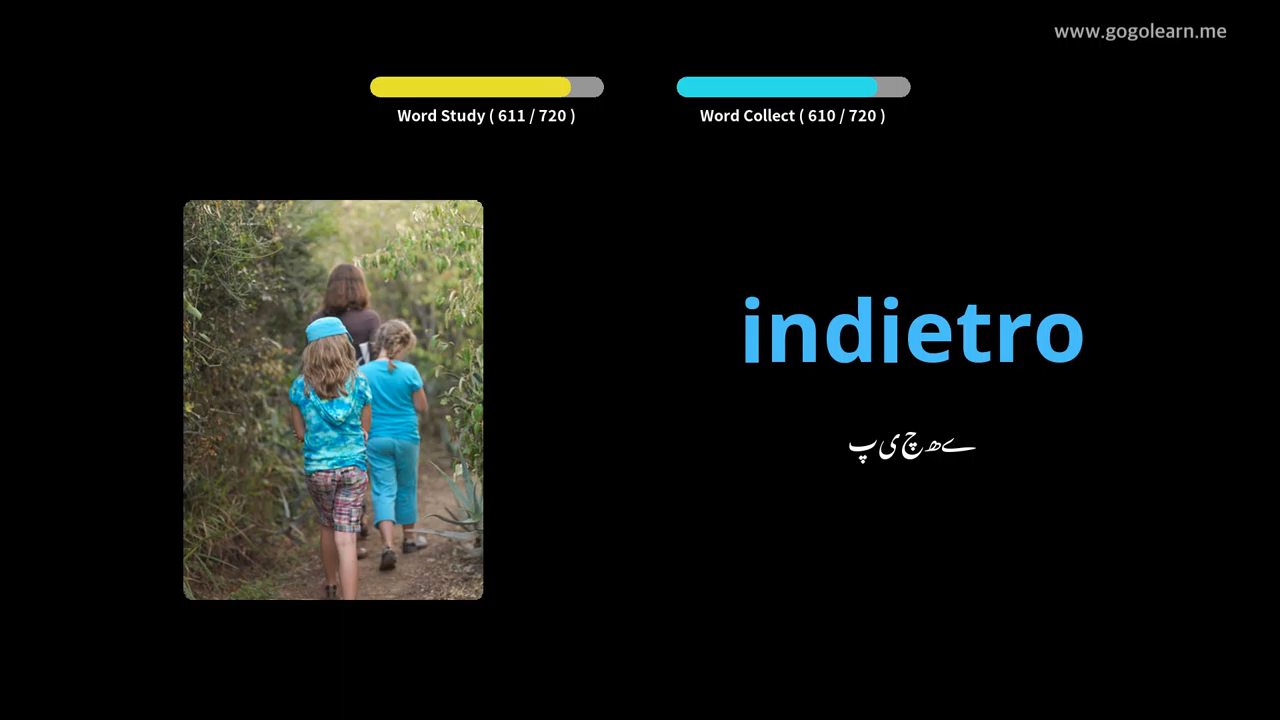 www.gogolearn.me
Word Study ( 611 / 720 )
Word Collect ( 610 / 720 )
indietro
پیچھے